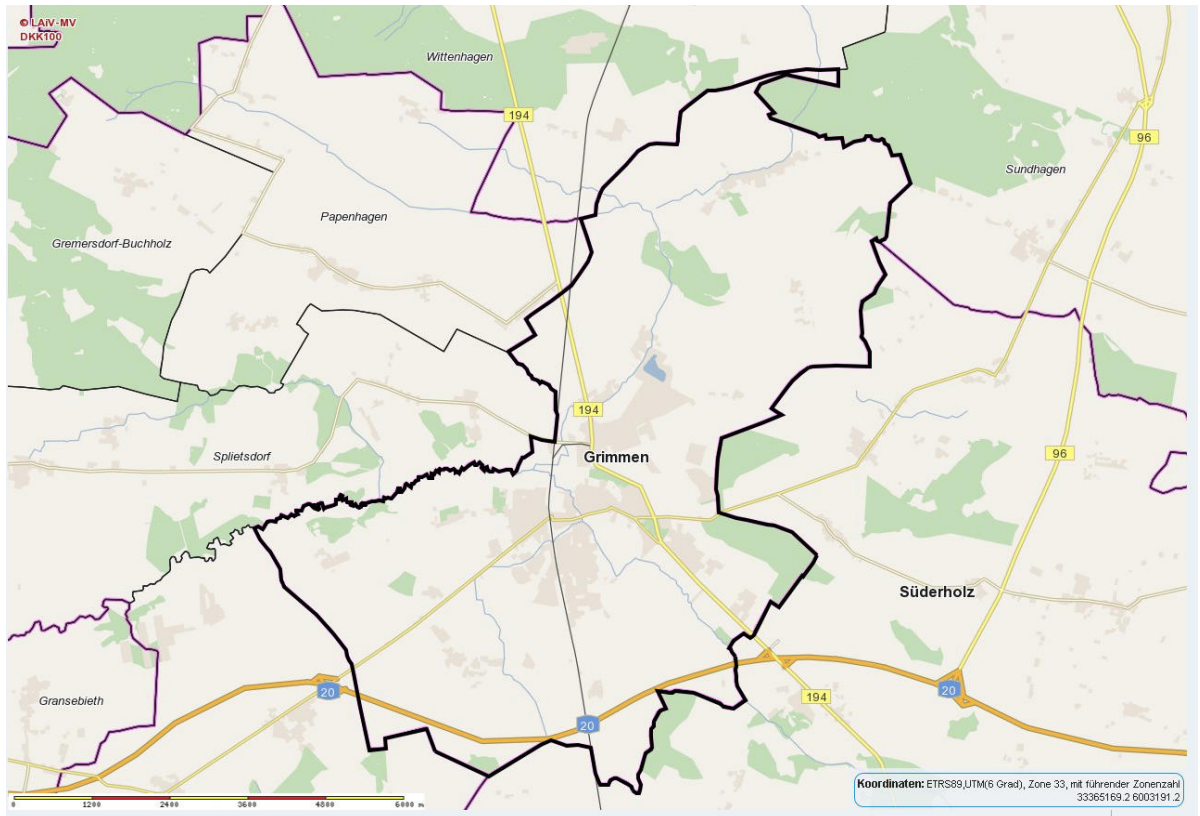 © LAiV-MV
DKK100
Wittenhagen
194
96
Sundhagen
Papenhagen
Gremersdorf-Buchholz
194
Splietsdorf
Grimmen
96
Süderholz
Gransebieth
20
20
194
20
Koordinaten: ETRS89,UTM(6 Grad), Zone 33, mit führender Zonenzahl
33365169.2 6003191.2
0 1200 2400 3600 4800 6000 m